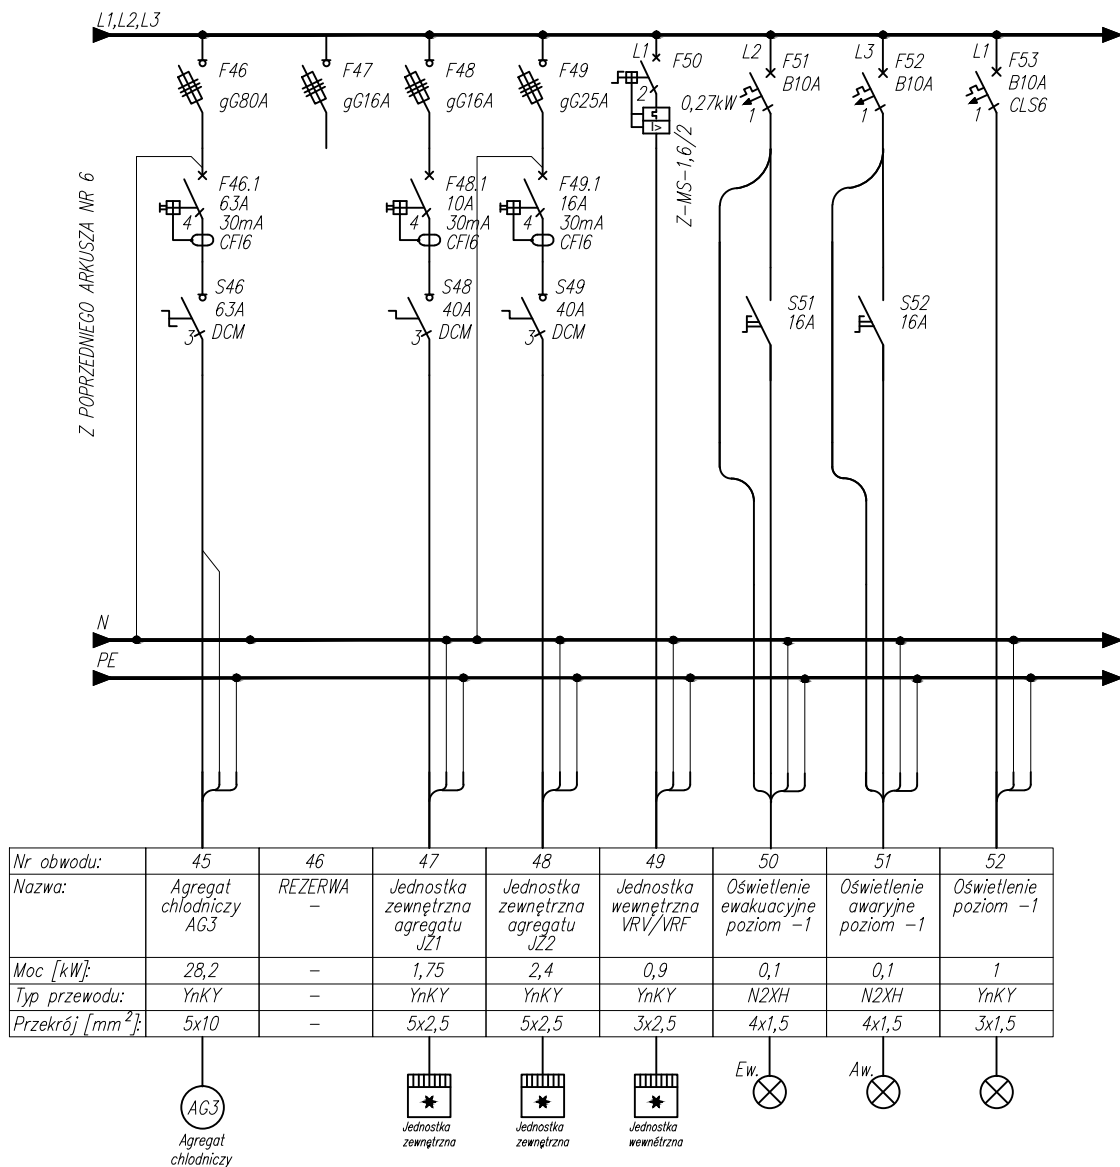 L1,L2,L3
F46
gG80A
F47
gG16A
F48
gG16A
F49
gG25A
L1
F50
2
0,27kW
Z-MS-1,6/2
L2
F51
B10A
1
L3
F52
B10A
1
L1
F53
B10A
CLS6
1
Z POPRZEDNIEGO ARKUSZA NR 6
F46.1
63A
30mA
CFI6
4
F48.1
10A
30mA
CFI6
4
F49.1
16A
30mA
CFI6
4
S46
63A
DCM
3
S48
40A
DCM
3
S49
40A
DCM
3
S51
16A
S52
16A
N
PE
Nr obwodu: 45 46 47 48 49 50 51 52
Nazwa:
Agregat
chłodniczy
AG3
REZERWA
-
Jednostka
zewnętrzna
agregatu
JZ1
Jednostka
zewnętrzna
agregatu
JZ2
Jednostka
wewnętrzna
VRV/VRF
Oświetlenie
ewakuacyjne
poziom -1
Oświetlenie
awaryjne
poziom -1
Oświetlenie
poziom -1
Moc [kW]: 28,2 - 1,75 2,4 0,9 0,1 0,1 1
Typ przewodu: YnKY - YnKY YnKY YnKY N2XH N2XH YnKY
Przekrój [mm²]: 5x10 - 5x2,5 5x2,5 3x2,5 4x1,5 4x1,5 3x1,5
AG3
Agregat
chłodniczy
Jednostka
zewnętrzna
Jednostka
zewnętrzna
Jednostka
wewnétrzna
Ew.
Aw.